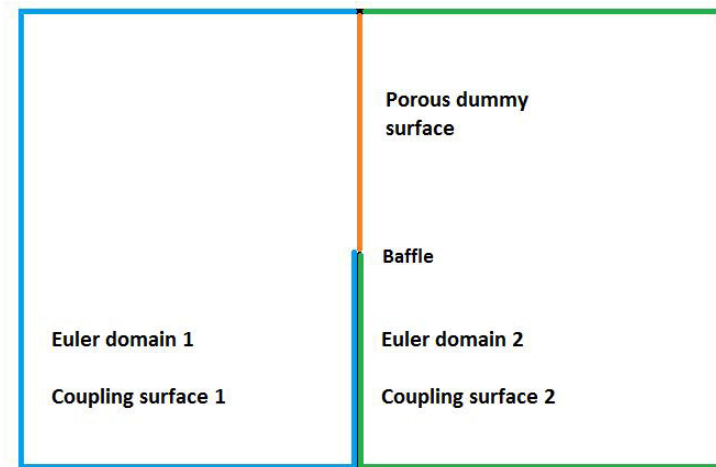 Porous dummy
surface
Baffle
Euler domain 1
Euler domain 2
Coupling surface 1
Coupling surface 2